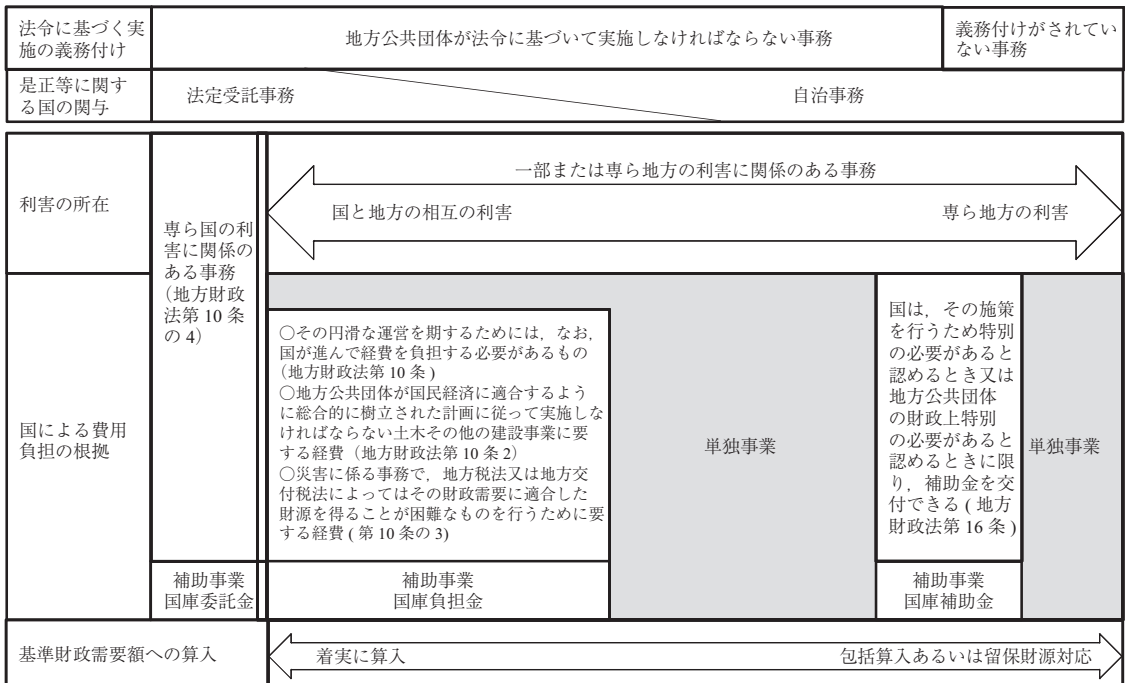 法令に基づく実
施の義務付け
地方公共団体が法令に基づいて実施しなければならない事務
義務付けがされてい
ない事務
是正等に関す
る国の関与
法定受託事務
自治事務
利害の所在
専ら国の利
害に関係の
ある事務
（地方財政
法第 10 条
の 4）
一部または専ら地方の利害に関係のある事務
国と地方の相互の利害
専ら地方の利害
国による費用
負担の根拠
○その円滑な運営を期するためには，なお，
国が進んで経費を負担する必要があるもの
（地方財政法第 10 条 )
○地方公共団体が国民経済に適合するよう
に総合的に樹立された計画に従って実施しな
ければならない土木その他の建設事業に要
する経費（地方財政法第 10 条 2）
○災害に係る事務で，地方税法又は地方交
付税法によってはその財政需要に適合した
財源を得ることが困難なものを行うために要
する経費 ( 第 10 条の 3)
単独事業
国は，その施策
を行うため特別
の必要があると
認めるとき又は
地方公共団体
の財政上特別
の必要があると
認めるときに限
り，補助金を交
付できる ( 地方
財政法第 16 条 )
単独事業
補助事業
国庫委託金
補助事業
国庫負担金
補助事業
国庫補助金
基準財政需要額への算入
着実に算入
包括算入あるいは留保財源対応